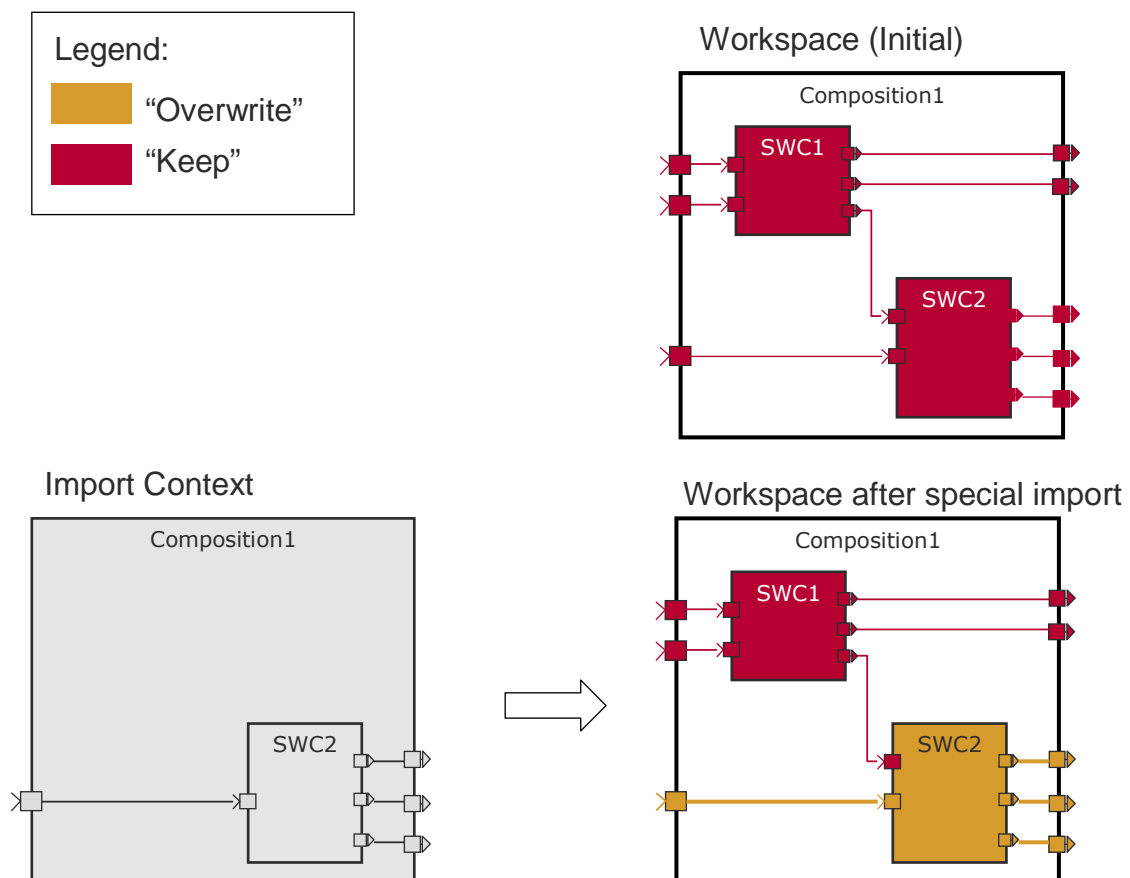 Legend:
“Overwrite”
“Keep”
Workspace (Initial)
Composition1
SWC1
SWC2
Import Context
Composition1
SWC2
Workspace after special import
Composition1
SWC1
SWC2